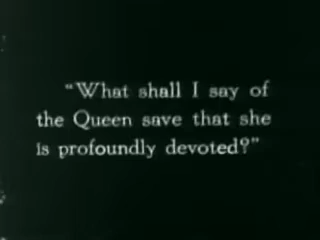 "What shall I say of
the Queen save that she
is profoundly devoted?"